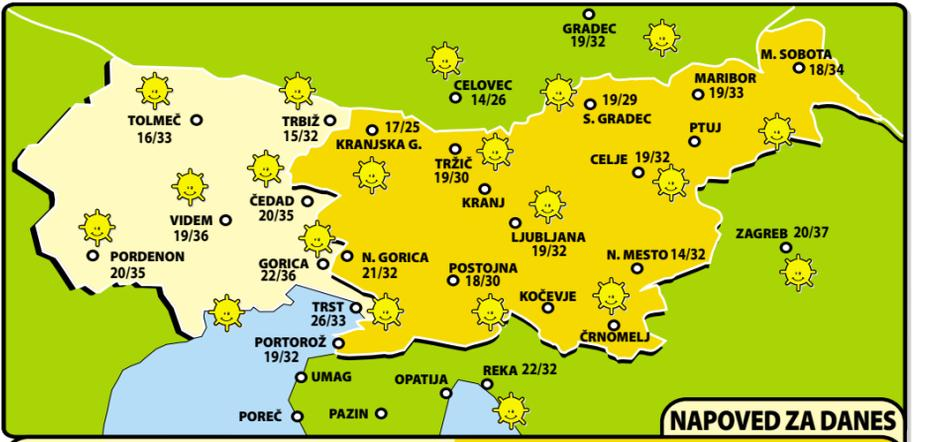 GRADEC
19/32
M. SOBOTA
18/34
CELOVEC
14/26
MARIBOR
19/33
19/29
S. GRADEC
TOLMEČ
16/33
TRBIŽ
15/32
17/25
KRANJSKA G.
PTUJ
TRŽIČ
19/30
CELJE 19/32
KRANJ
ČEDAD
20/35
VIDEM
19/36
LJUBLJANA
19/32
ZAGREB 20/37
PORDENON
20/35
GORICA
22/36
N. GORICA
21/32
POSTOJNA
18/30
N. MESTO 14/32
KOČEVJE
TRST
26/33
ČRNOMELJ
PORTOROŽ
19/32
UMAG
OPATIJA
REKA 22/32
POREČ
PAZIN
NAPOVED ZA DANES